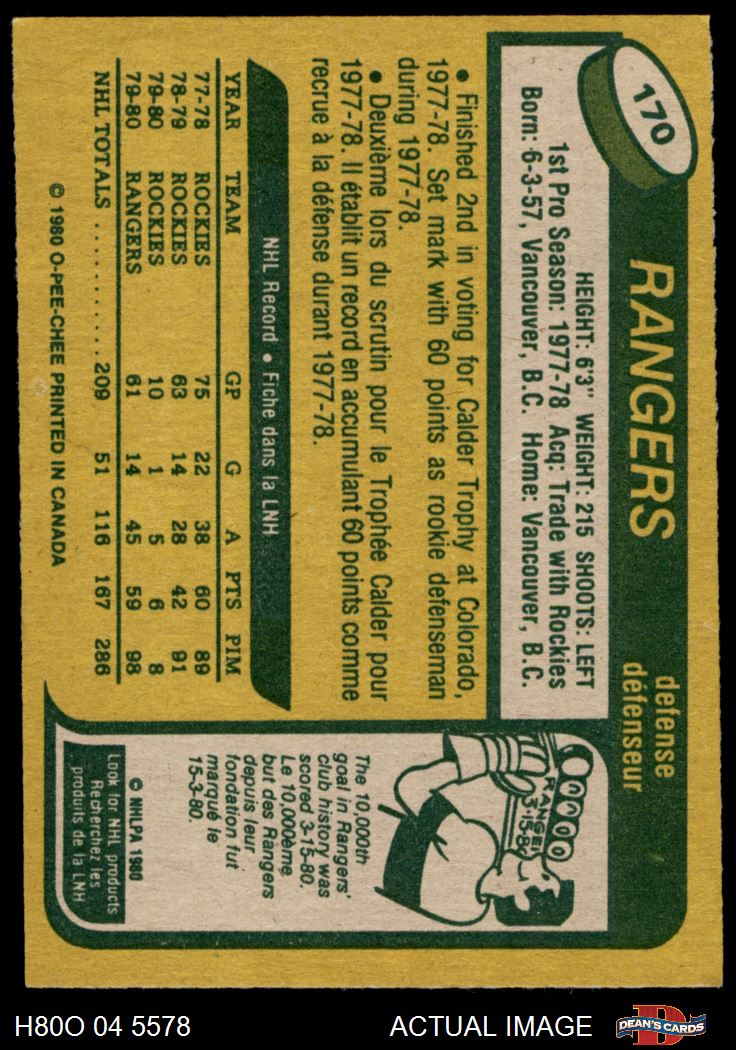 170
RANGERS
defense
défenseur
HEIGHT: 6'3" WEIGHT: 215 SHOOTS: LEFT
1st Pro Season: 1977-78 Acq: Trade with Rockies
Born: 6-3-57, Vancouver, B.C. Home: Vancouver, B.C.
• Finished 2nd in voting for Calder Trophy at Colorado,
1977-78. Set mark with 60 points as rookie defenseman
during 1977-78.
• Deuxième lors du scrutin pour le Trophée Calder pour
1977-78. Il établit un record en accumulant 60 points comme
recrue à la défense durant 1977-78.
NHL Record • Fiche dans la LNH
YEAR TEAM GP G A PTS PIM
77-78 ROCKIES 75 22 38 60 89
78-79 ROCKIES 63 14 28 42 91
79-80 ROCKIES 10 1 5 6 8
79-80 RANGERS 61 14 45 59 98
NHL TOTALS ..........209 51 116 167 286
© 1980 O-PEE-CHEE PRINTED IN CANADA
10000
RANGER
3-15-80
The 10,000th
goal in Rangers'
club history was
scored 3-15-80.
Le 10,000ème
but des Rangers
depuis leur
fondation fut
marqué le
15-3-80.
© NHLPA 1980
Look for NHL products
Recherchez les
produits de la LNH
H80O 04 5578
ACTUAL IMAGE
D
DEAN'S CARDS